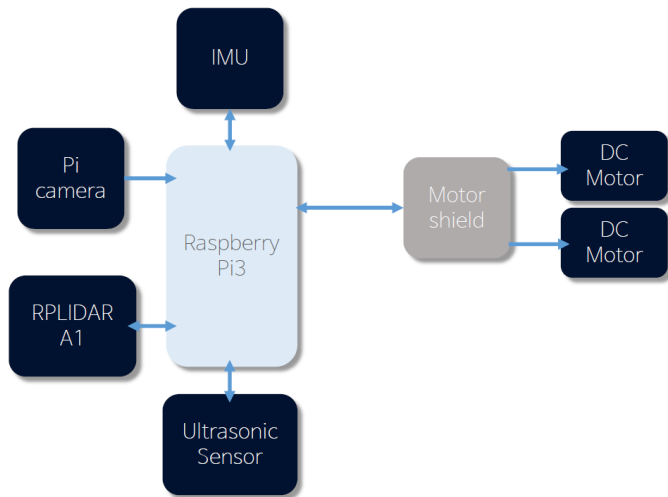 IMU
Pi
camera
Raspberry
Pi3
RPLIDAR
A1
Ultrasonic
Sensor
Motor
shield
DC
Motor
DC
Motor